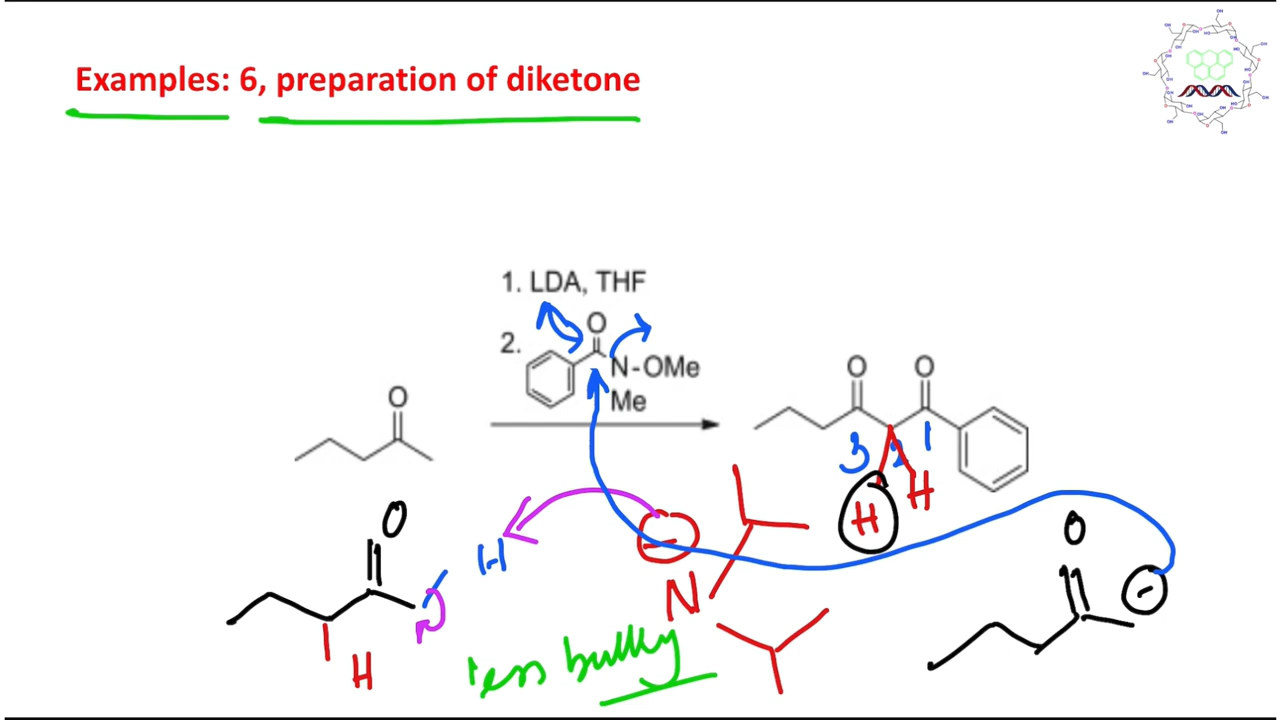 Examples: 6, preparation of diketone
1. LDA, THF
2.
O
N-OMe
Me
O
O
O
3
2
1
H
H
O
H
H
N
O
less bulky